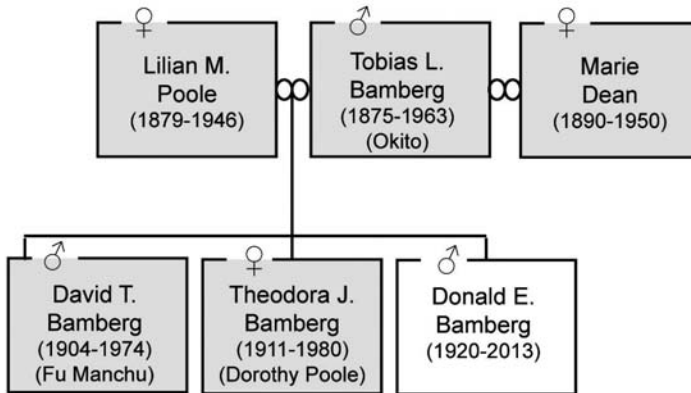 Lilian M.
Poole
(1879-1946)
Tobias L.
Bamberg
(1875-1963)
(Okito)
Marie
Dean
(1890-1950)
David T.
Bamberg
(1904-1974)
(Fu Manchu)
Theodora J.
Bamberg
(1911-1980)
(Dorothy Poole)
Donald E.
Bamberg
(1920-2013)